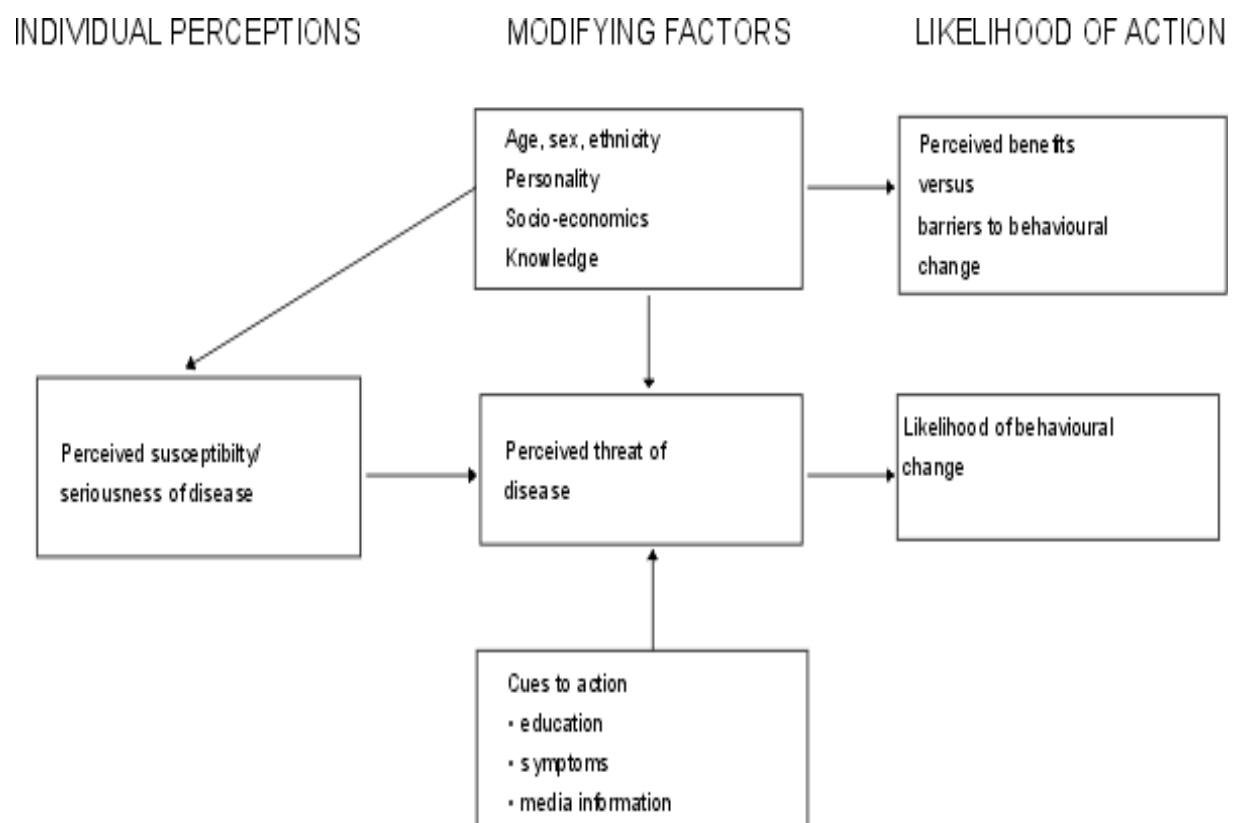 INDIVIDUAL PERCEPTIONS
MODIFYING FACTORS
LIKELIHOOD OF ACTION
Age, sex, ethnicity
Personality
Socio-economics
Knowledge
Perceived benefits
versus
barriers to behavioural
change
Perceived susceptibilty/
seriousness of disease
Perceived threat of
disease
Likelihood of behavioural
change
Cues to action
• education
• symptoms
• media information